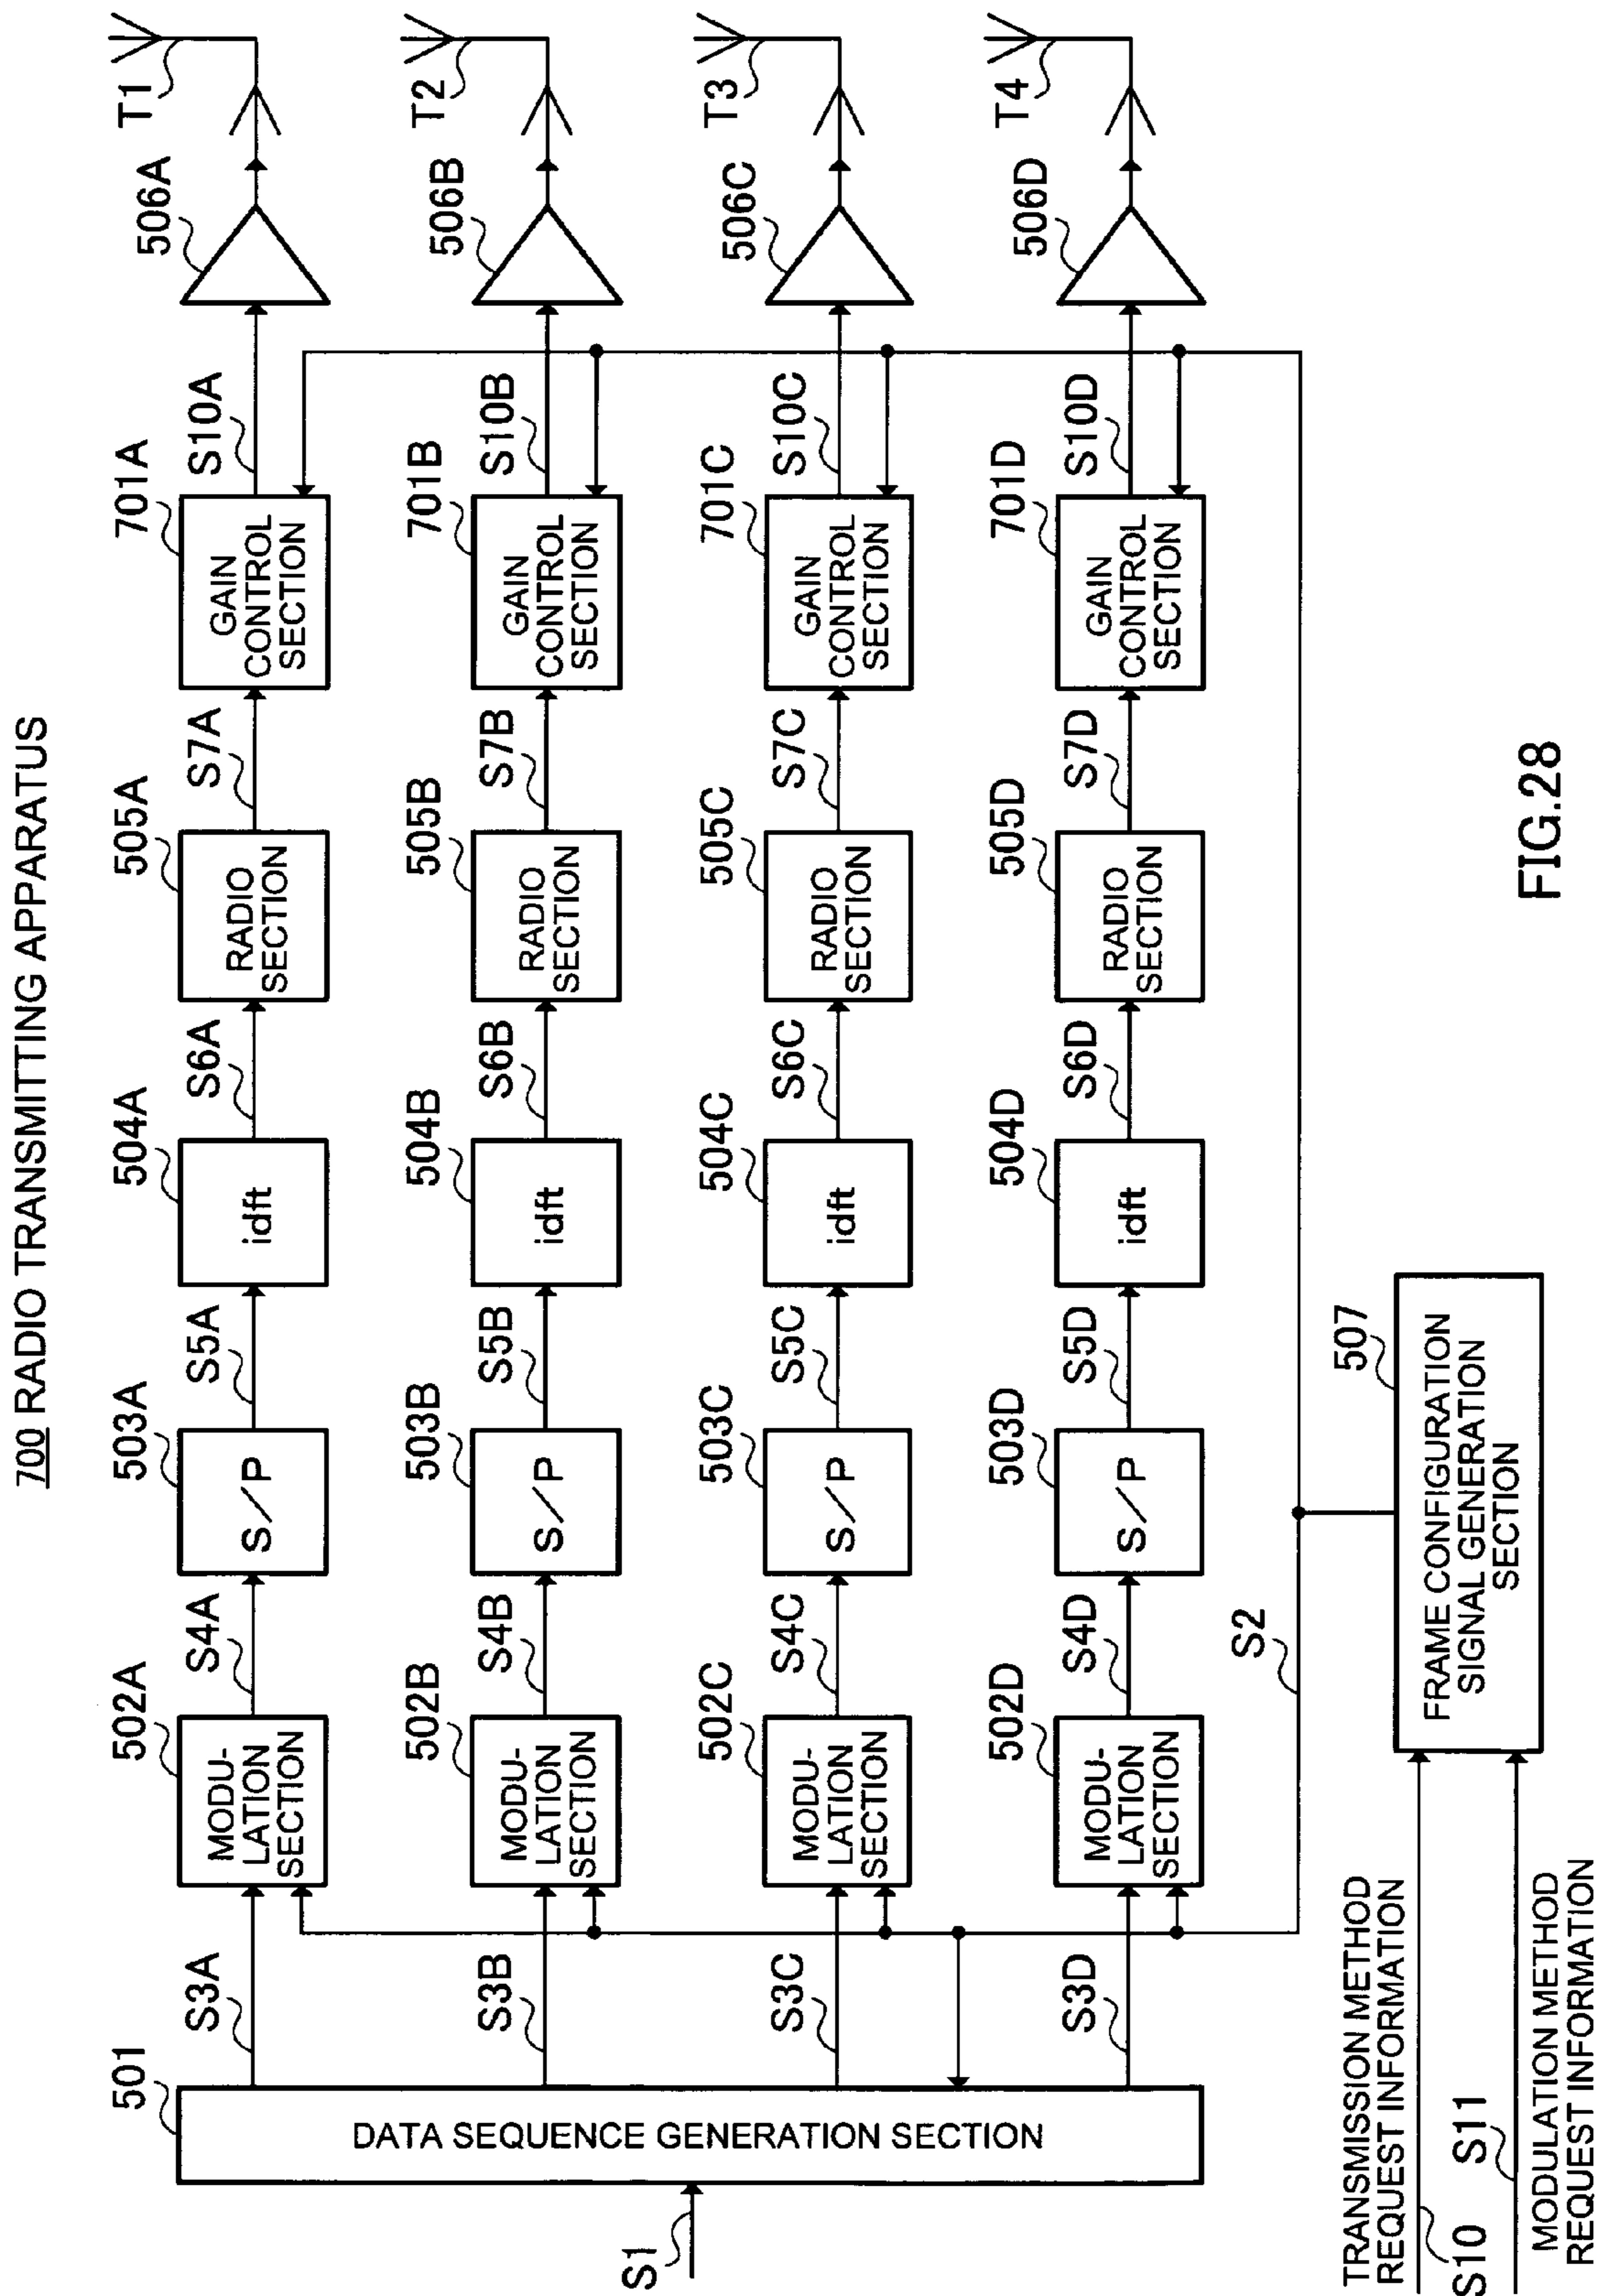 700 RADIO TRANSMITTING APPARATUS
501
S3A
502A
S4A
503A
S5A
504A
S6A
505A
S7A
701A
S10A
506A
T1
MODU-
LATION
SECTION
S/P
idft
RADIO
SECTION
GAIN
CONTROL
SECTION
S3B
502B
S4B
503B
S5B
504B
S6B
505B
S7B
701B
S10B
506B
T2
MODU-
LATION
SECTION
S/P
idft
RADIO
SECTION
GAIN
CONTROL
SECTION
S1
DATA SEQUENCE GENERATION SECTION
S3C
502C
S4C
503C
S5C
504C
S6C
505C
S7C
701C
S10C
506C
T3
MODU-
LATION
SECTION
S/P
idft
RADIO
SECTION
GAIN
CONTROL
SECTION
S3D
502D
S4D
503D
S5D
504D
S6D
505D
S7D
701D
S10D
506D
T4
MODU-
LATION
SECTION
S/P
idft
RADIO
SECTION
GAIN
CONTROL
SECTION
S2
507
TRANSMISSION METHOD
REQUEST INFORMATION
FRAME CONFIGURATION
SIGNAL GENERATION
SECTION
S10
S11
MODULATION METHOD
REQUEST INFORMATION
FIG.28